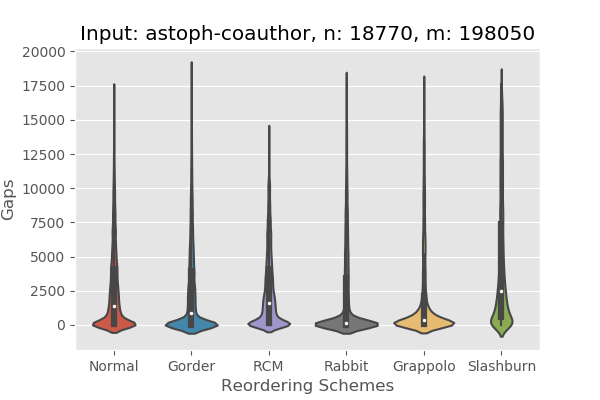 Input: astoph-coauthor, n: 18770, m: 198050
20000
17500
15000
12500
10000
7500
5000
2500
0
Gaps
Normal Gorder RCM Rabbit Grappolo Slashburn
Reordering Schemes